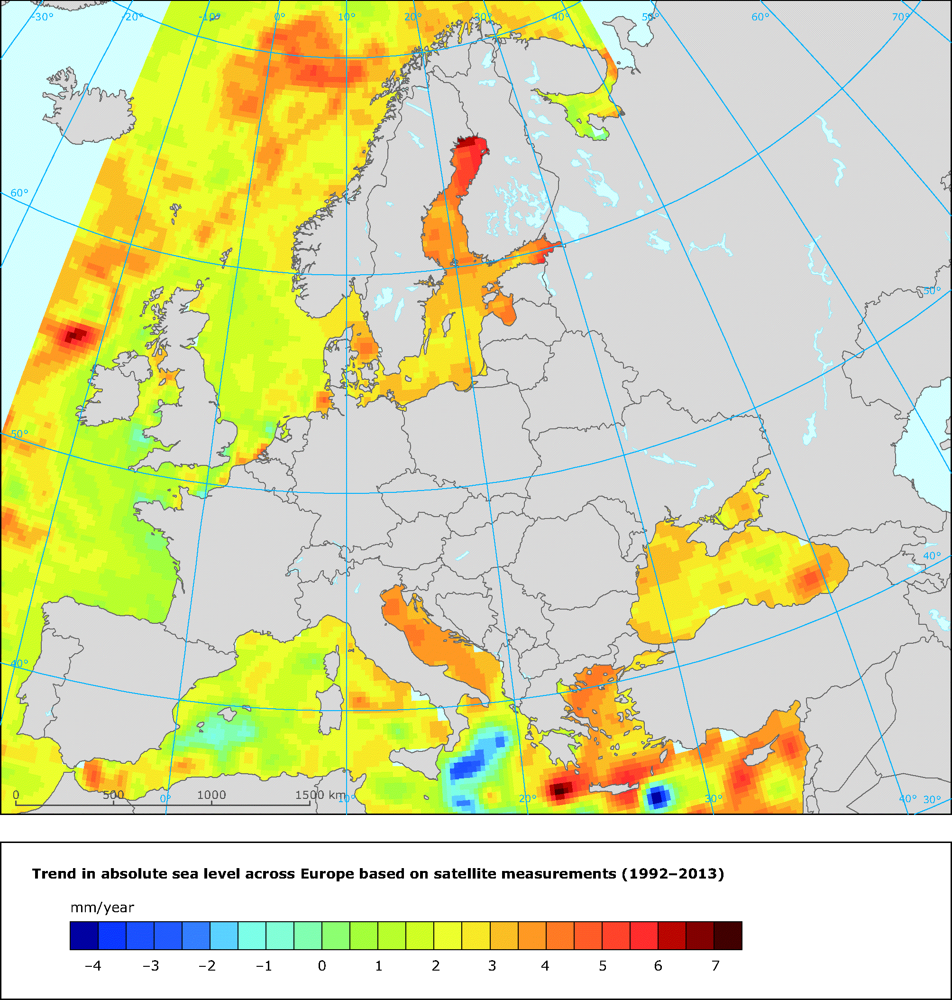 -30° -20° -10° 0° 10° 20° 30° 40° 50° 60° 70°
60°
50°
50°
40°
40°
0 500 1000 1500 km
0° 10° 20° 30° 40° 30°
Trend in absolute sea level across Europe based on satellite measurements (1992–2013)
mm/year
–4 –3 –2 –1 0 1 2 3 4 5 6 7